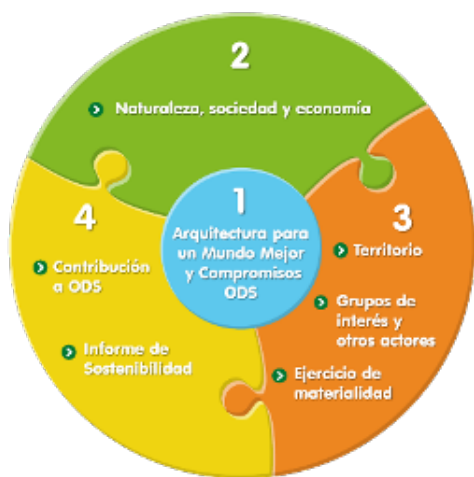 2
Naturaleza, sociedad y economía
1
Arquitectura para
un Mundo Mejor
y Compromisos
ODS
3
Territorio
Grupos de
interés y
otros actores
Ejercicio de
materialidad
4
Contribución
a ODS
Informe de
Sostenibilidad